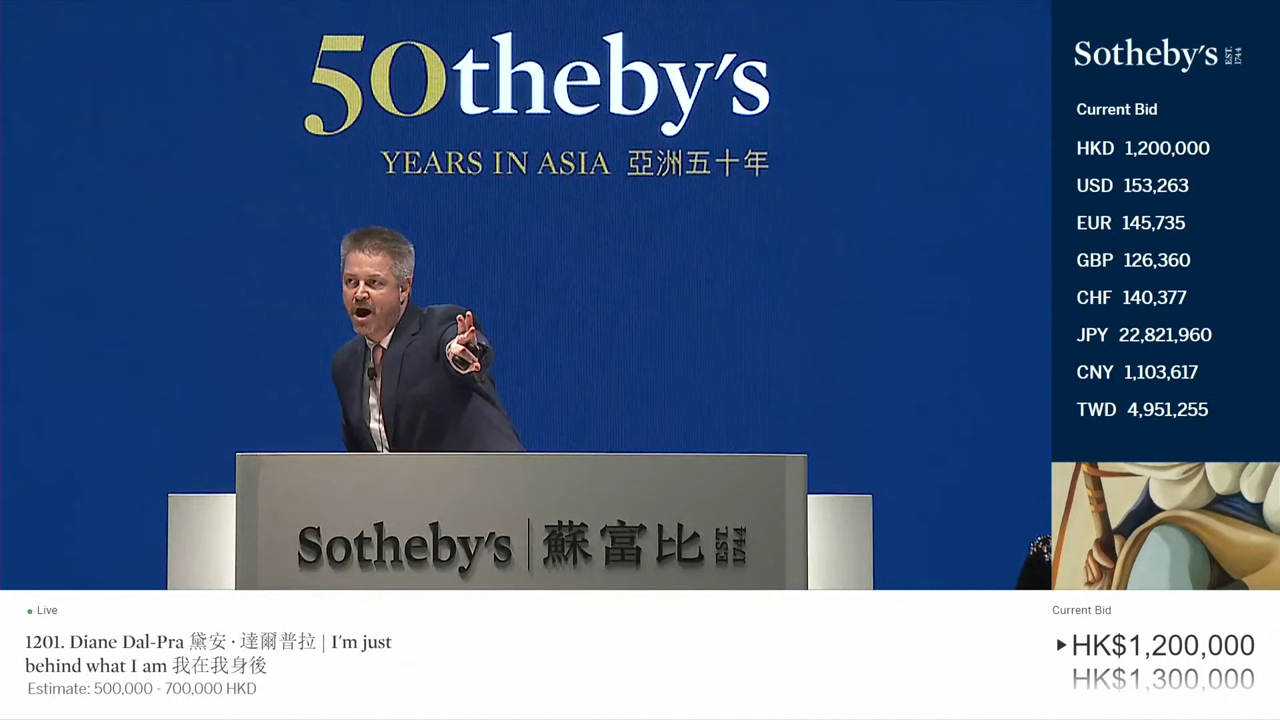 50theby's
YEARS IN ASIA 亞洲五十年
Sotheby's EST. 1744
Current Bid
HKD 1,200,000
USD 153,263
EUR 145,735
GBP 126,360
CHF 140,377
JPY 22,821,960
CNY 1,103,617
TWD 4,951,255
Sotheby's | 蘇富比 EST. 1744
Live
1201. Diane Dal-Pra 黛安·達爾普拉 | I'm just
behind what I am 我在我身後
Estimate: 500,000 - 700,000 HKD
Current Bid
HK$1,200,000
HK$1,300,000